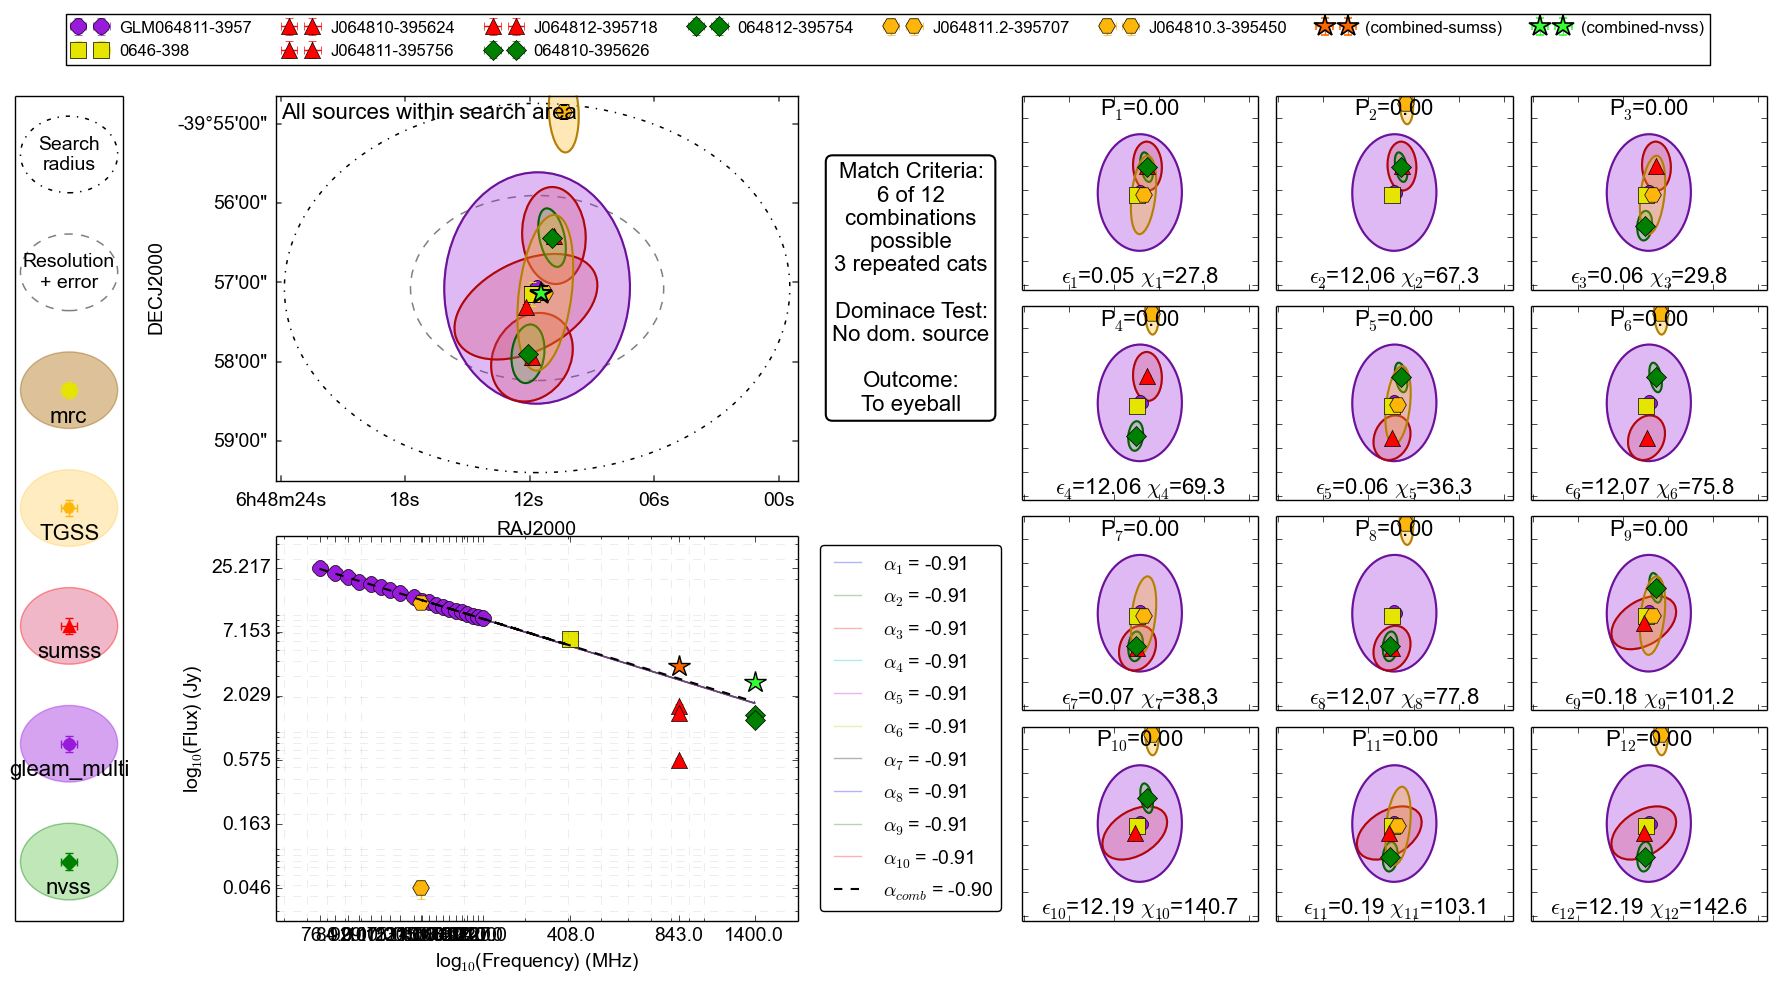 GLM064811-3957 J064810-395624 J064812-395718 064812-395754 J064811.2-395707 J064810.3-395450 (combined-sumss) (combined-nvss)
0646-398 J064811-395756 064810-395626
Search
radius
Resolution
+ error
mrc
TGSS
sumss
gleam_multi
nvss
All sources within search area
-39°55'00"
56'00"
57'00"
58'00"
59'00"
DECJ2000
6h48m24s 18s 12s 06s 00s
RAJ2000
Match Criteria:
6 of 12
combinations
possible
3 repeated cats
Dominace Test:
No dom. source
Outcome:
To eyeball
25.217
7.153
2.029
0.575
0.163
0.046
log10(Flux) (Jy)
408.0 843.0 1400.0
log10(Frequency) (MHz)
α1 = -0.91
α2 = -0.91
α3 = -0.91
α4 = -0.91
α5 = -0.91
α6 = -0.91
α7 = -0.91
α8 = -0.91
α9 = -0.91
α10 = -0.91
αcomb = -0.90
P1=0.00 P2=0.00 P3=0.00
ϵ1=0.05 χ1=27.8 ϵ2=12.06 χ2=67.3 ϵ3=0.06 χ3=29.8
P4=0.00 P5=0.00 P6=0.00
ϵ4=12.06 χ4=69.3 ϵ5=0.06 χ5=36.3 ϵ6=12.07 χ6=75.8
P7=0.00 P8=0.00 P9=0.00
ϵ7=0.07 χ7=38.3 ϵ8=12.07 χ8=77.8 ϵ9=0.18 χ9=101.2
P10=0.00 P11=0.00 P12=0.00
ϵ10=12.19 χ10=140.7 ϵ11=0.19 χ11=103.1 ϵ12=12.19 χ12=142.6